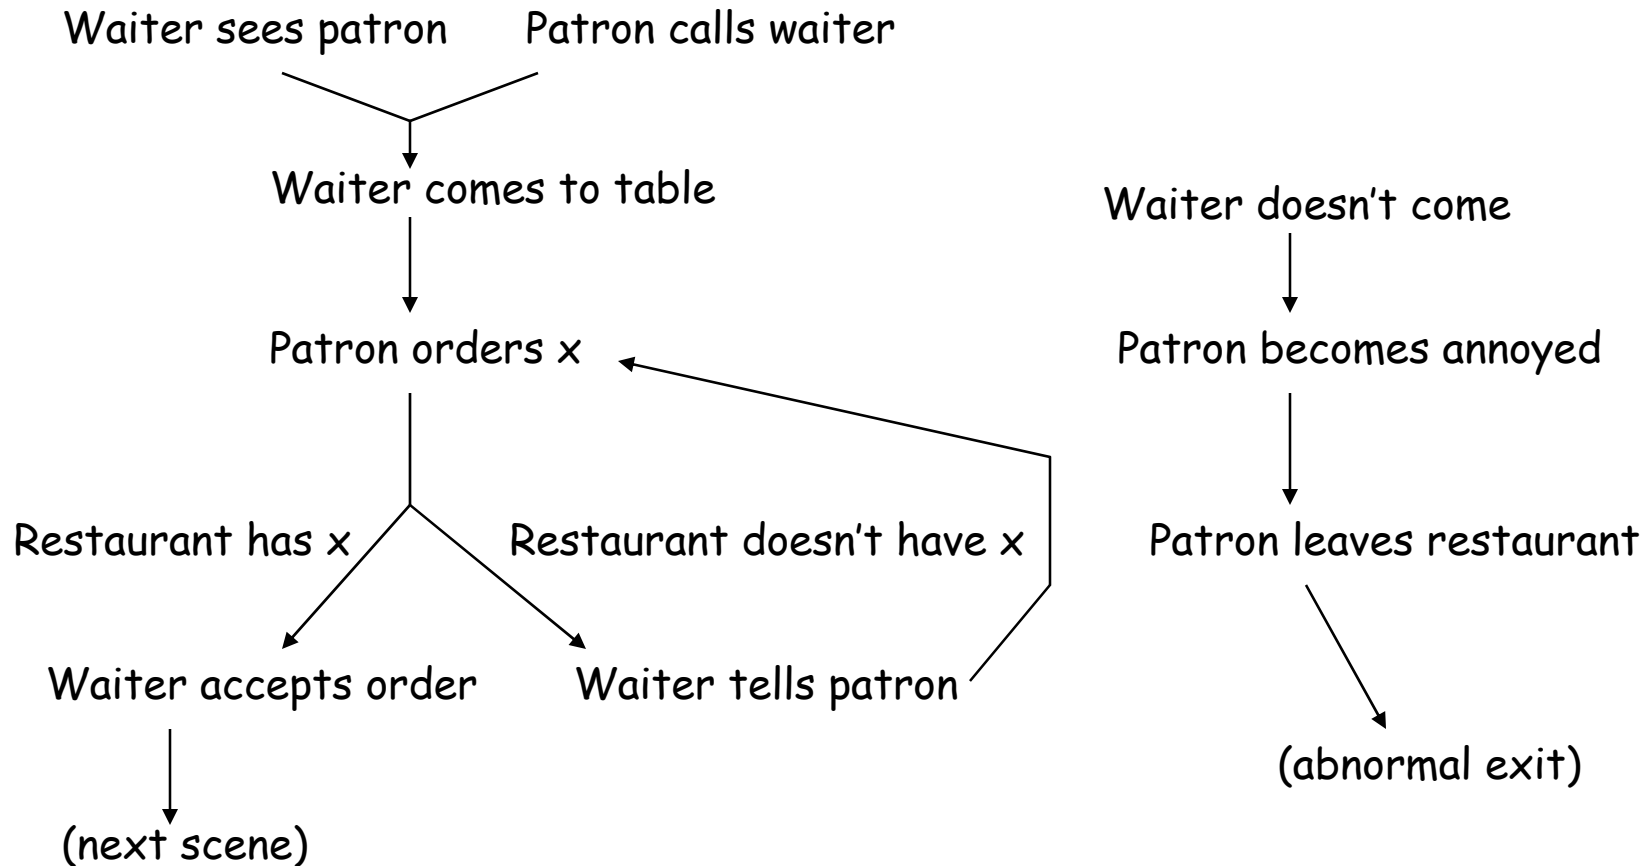 Waiter sees patron
Patron calls waiter
Waiter comes to table
Waiter doesn't come
Patron orders x
Patron becomes annoyed
Restaurant has x
Restaurant doesn't have x
Patron leaves restaurant
Waiter accepts order
Waiter tells patron
(abnormal exit)
(next scene)